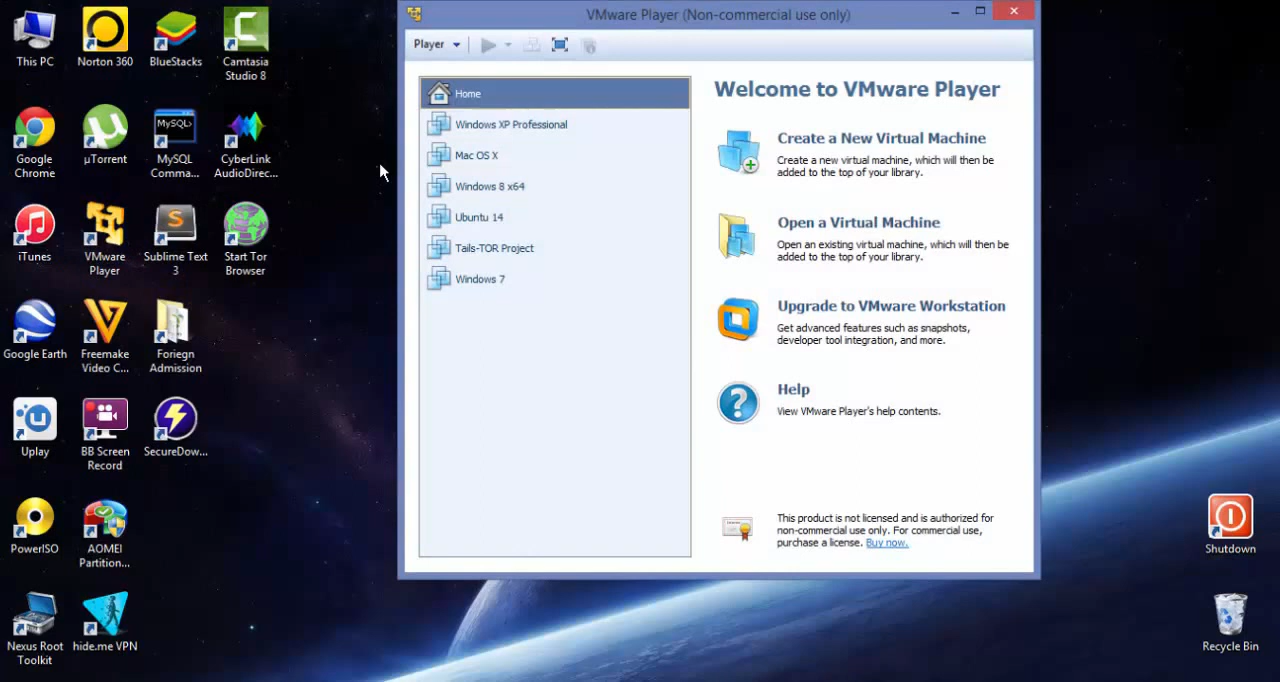 This PC
Norton 360
BlueStacks
Camtasia
Studio 8
Google
Chrome
µTorrent
MySQL>
MySQL
Comma...
CyberLink
AudioDirec...
iTunes
VMware
Player
Sublime Text
3
Start Tor
Browser
Google Earth
Freemake
Video C...
Foriegn
Admission
Uplay
BB Screen
Record
SecureDow...
PowerISO
AOMEI
Partition...
Nexus Root
Toolkit
hide.me VPN
VMware Player (Non-commercial use only)
Player
Home
Windows XP Professional
Mac OS X
Windows 8 x64
Ubuntu 14
Tails-TOR Project
Windows 7
Welcome to VMware Player
Create a New Virtual Machine
Create a new virtual machine, which will then be
added to the top of your library.
Open a Virtual Machine
Open an existing virtual machine, which will then be
added to the top of your library.
Upgrade to VMware Workstation
Get advanced features such as snapshots,
developer tool integration, and more.
Help
View VMware Player's help contents.
This product is not licensed and is authorized for
non-commercial use only. For commercial use,
purchase a license. Buy now.
Shutdown
Recycle Bin